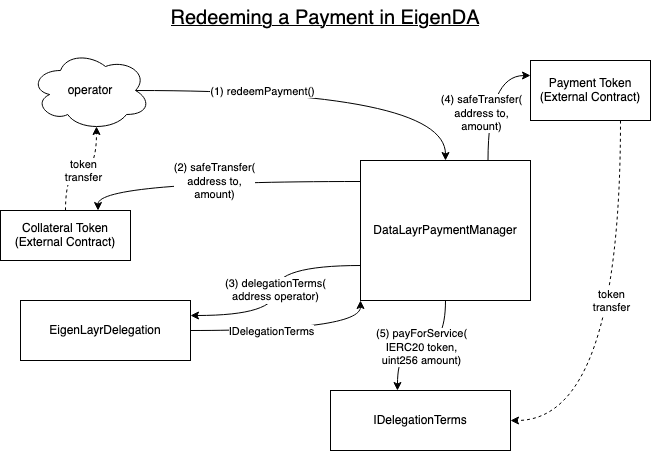 Redeeming a Payment in EigenDA
operator
(1) redeemPayment()
(4) safeTransfer(
address to,
amount)
Payment Token
(External Contract)
token
transfer
(2) safeTransfer(
address to,
amount)
Collateral Token
(External Contract)
DataLayrPaymentManager
(3) delegationTerms(
address operator)
EigenLayrDelegation
IDelegationTerms
token
transfer
(5) payForService(
IERC20 token,
uint256 amount)
IDelegationTerms